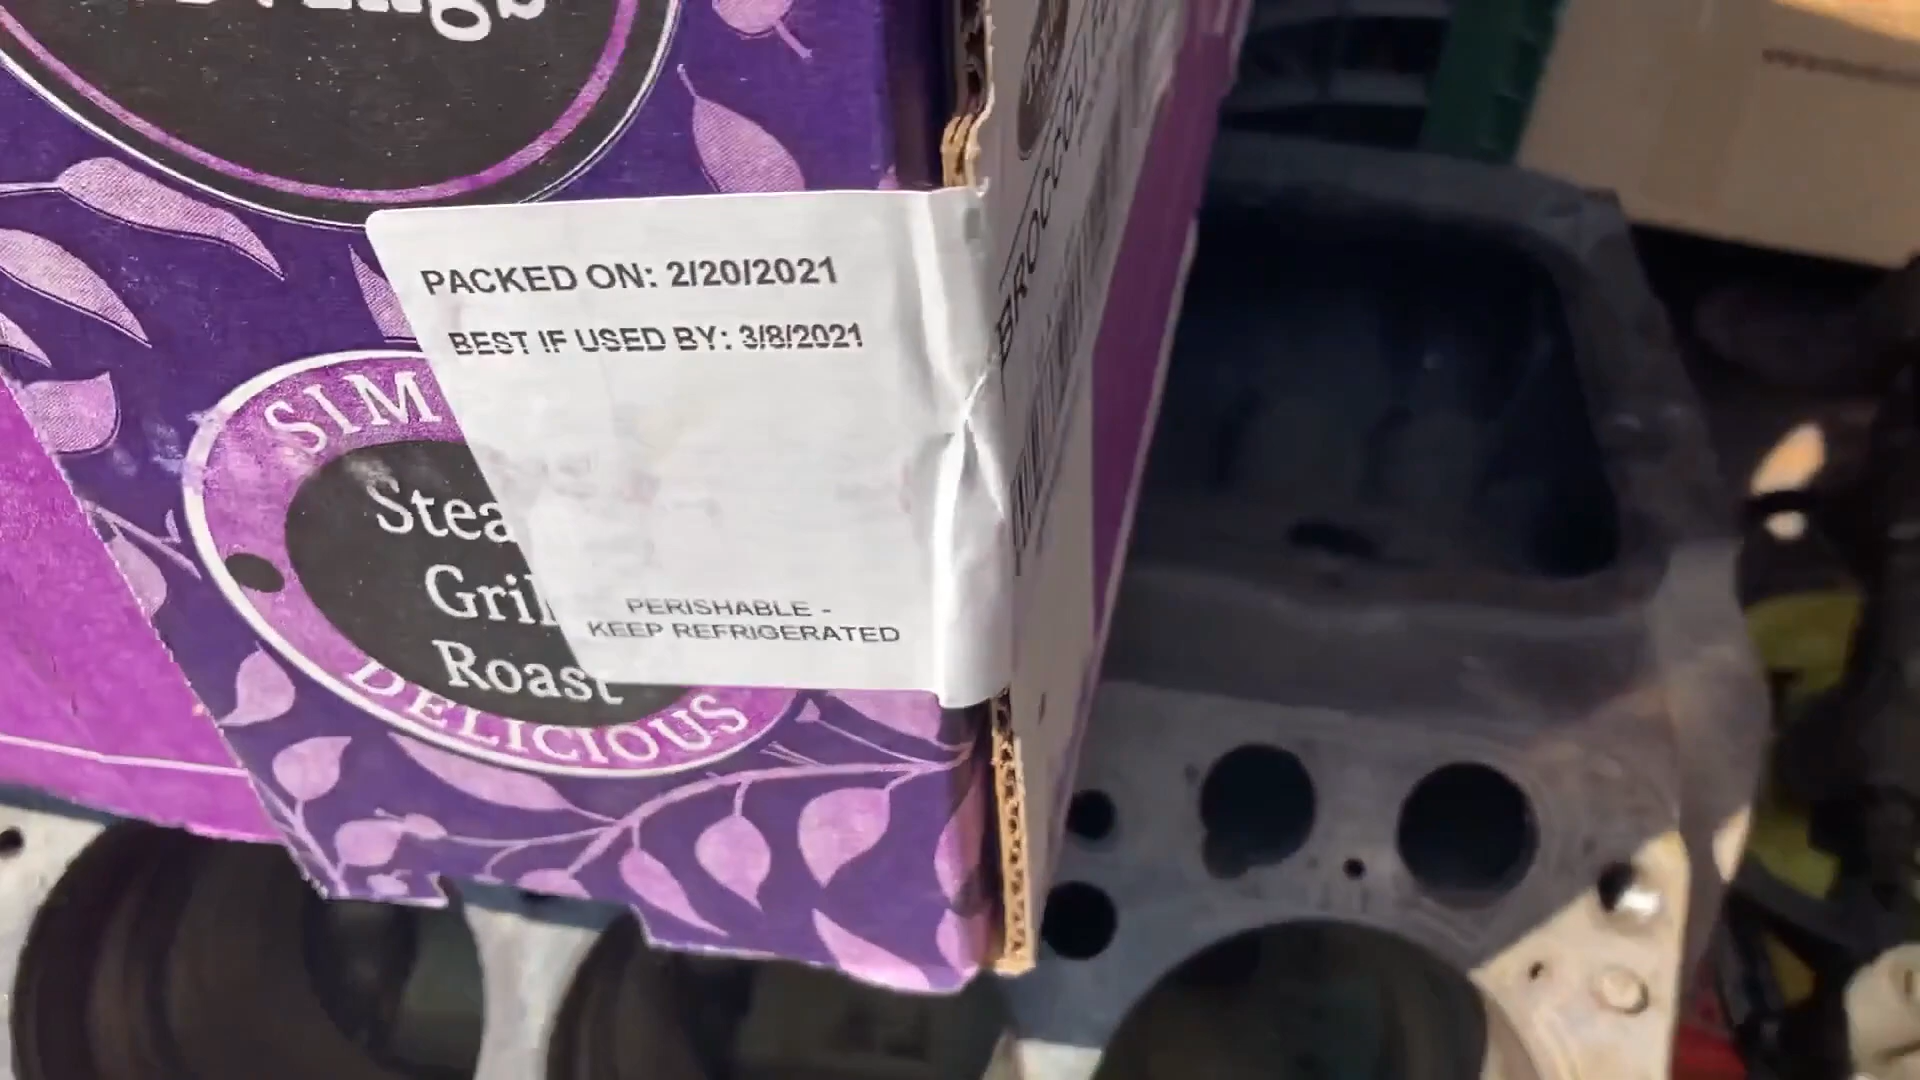 PACKED ON: 2/20/2021
BEST IF USED BY: 3/8/2021
PERISHABLE -
KEEP REFRIGERATED
SIM
Stea
Gril
Roast
DELICIOUS
BROCCOLI